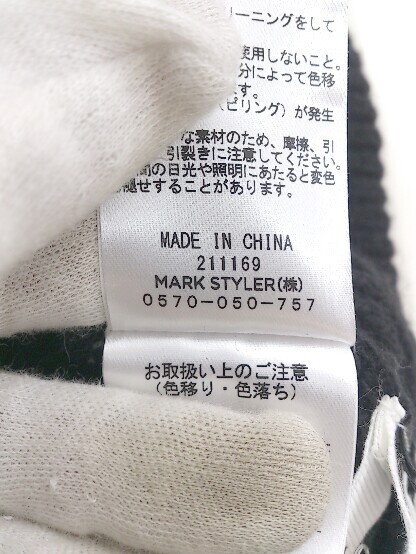 リーニングをして
使用しないこと。
分によって色移
す。
(ピリング)が発生
な素材のため、摩擦、引
引裂きに注意してください。
間の日光や照明にあたると変色
褪せすることがあります。
MADE IN CHINA
211169
MARK STYLER(株)
0570-050-757
お取扱い上のご注意
(色移り・色落ち)